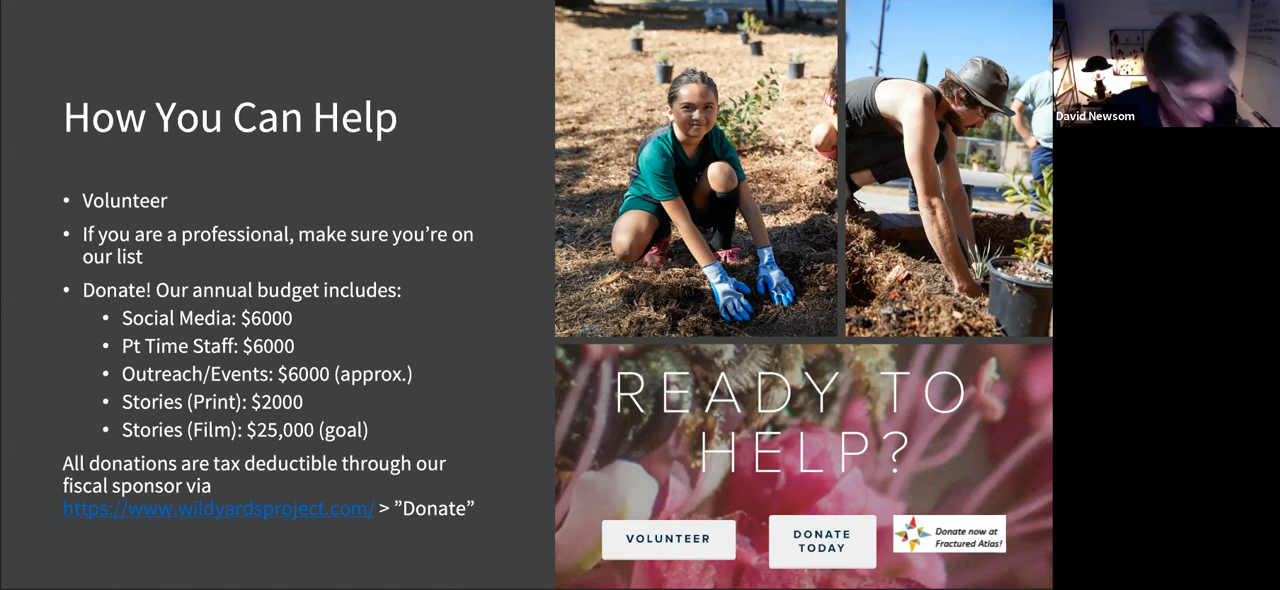 How You Can Help
• Volunteer
• If you are a professional, make sure you’re on
our list
• Donate! Our annual budget includes:
• Social Media: $6000
• Pt Time Staff: $6000
• Outreach/Events: $6000 (approx.)
• Stories (Print): $2000
• Stories (Film): $25,000 (goal)
All donations are tax deductible through our
fiscal sponsor via
https://www.wildyardsproject.com/ > ”Donate”
READY TO
HELP?
VOLUNTEER
DONATE
TODAY
Donate now at
Fractured Atlas!
David Newsom